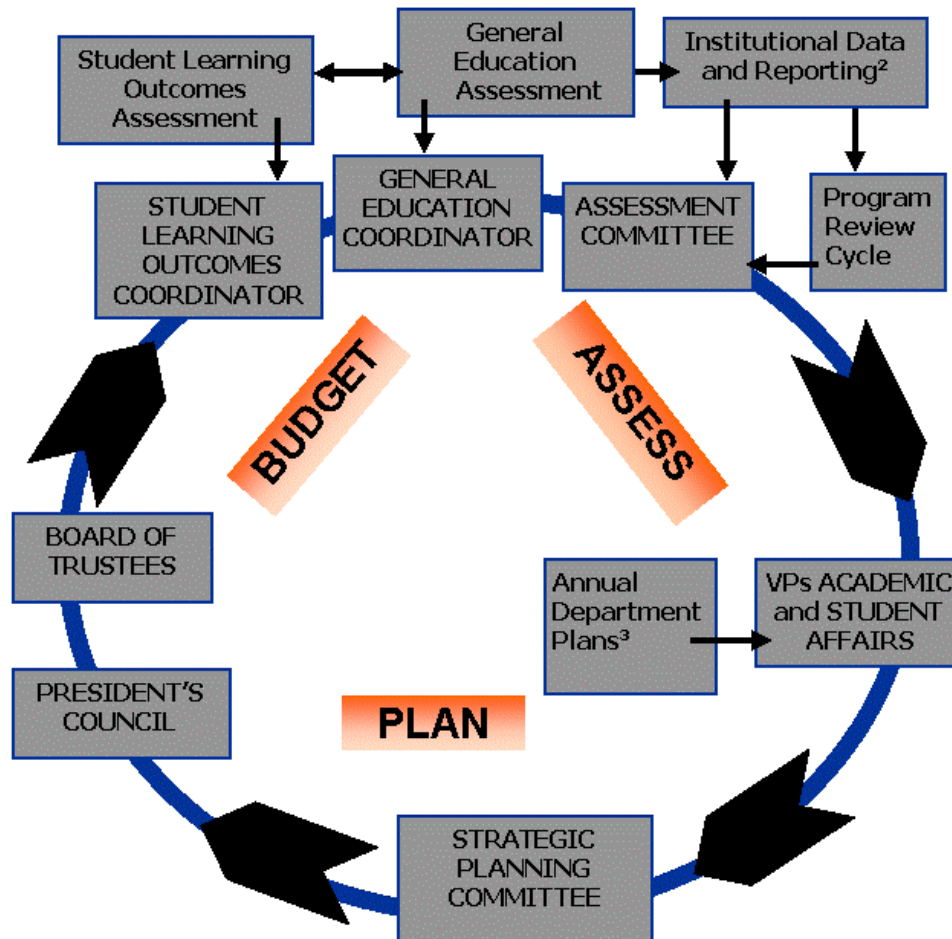 Student Learning
Outcomes
Assessment
General
Education
Assessment
Institutional Data
and Reporting²
STUDENT
LEARNING
OUTCOMES
COORDINATOR
GENERAL
EDUCATION
COORDINATOR
ASSESSMENT
COMMITTEE
Program
Review
Cycle
BUDGET
ASSESS
BOARD OF
TRUSTEES
Annual
Department
Plans³
VPs ACADEMIC
and STUDENT
AFFAIRS
PRESIDENT'S
COUNCIL
PLAN
STRATEGIC
PLANNING
COMMITTEE